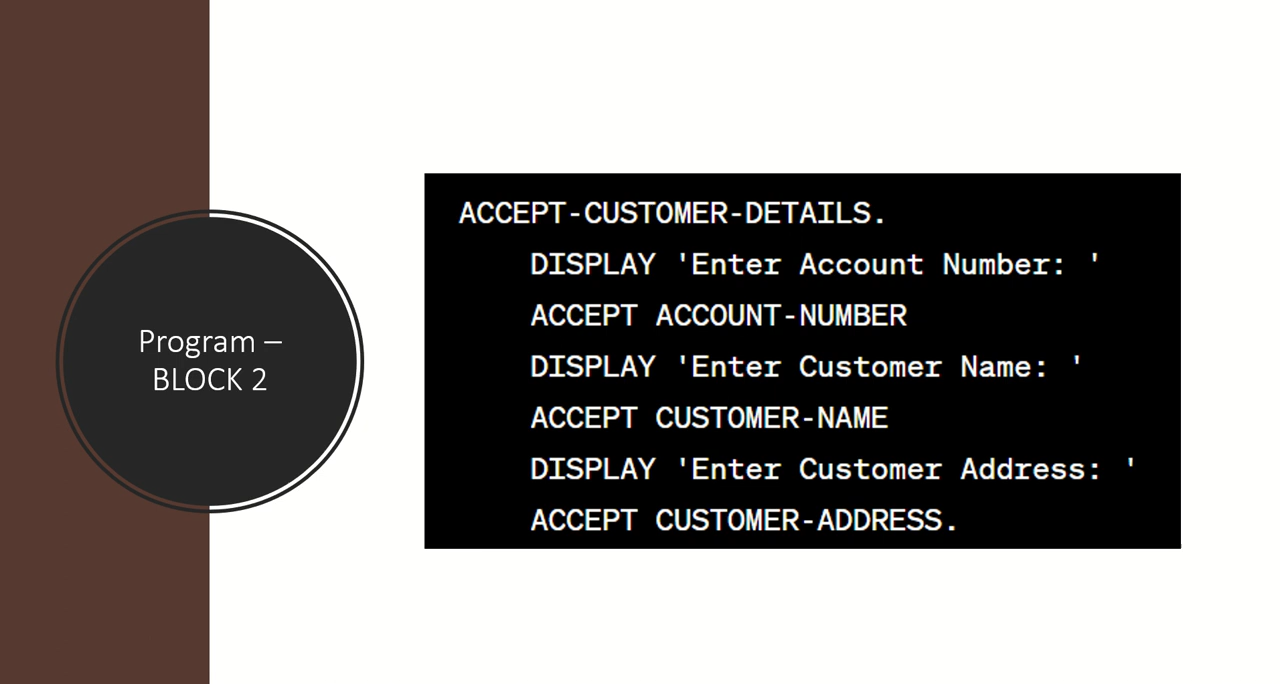 Program –
BLOCK 2
ACCEPT-CUSTOMER-DETAILS.
DISPLAY 'Enter Account Number: '
ACCEPT ACCOUNT-NUMBER
DISPLAY 'Enter Customer Name: '
ACCEPT CUSTOMER-NAME
DISPLAY 'Enter Customer Address: '
ACCEPT CUSTOMER-ADDRESS.